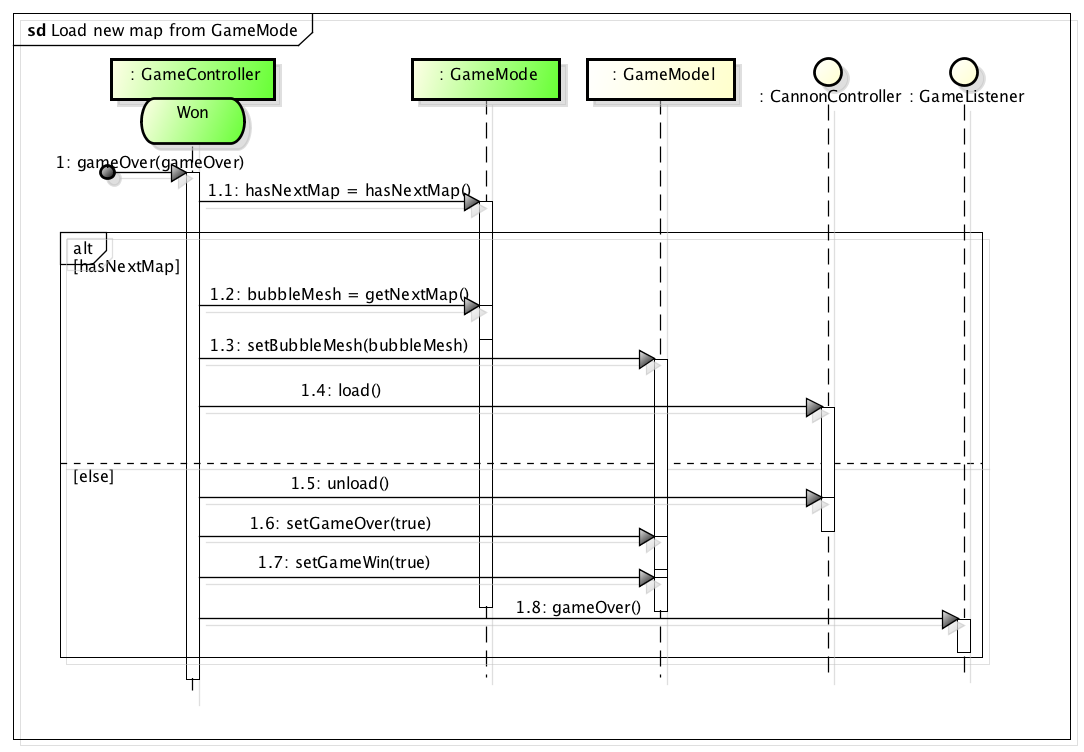 sd Load new map from GameMode
: GameController
: GameMode
: GameModel
: CannonController
: GameListener
Won
1: gameOver(gameOver)
1.1: hasNextMap = hasNextMap()
alt
[hasNextMap]
1.2: bubbleMesh = getNextMap()
1.3: setBubbleMesh(bubbleMesh)
1.4: load()
[else]
1.5: unload()
1.6: setGameOver(true)
1.7: setGameWin(true)
1.8: gameOver()